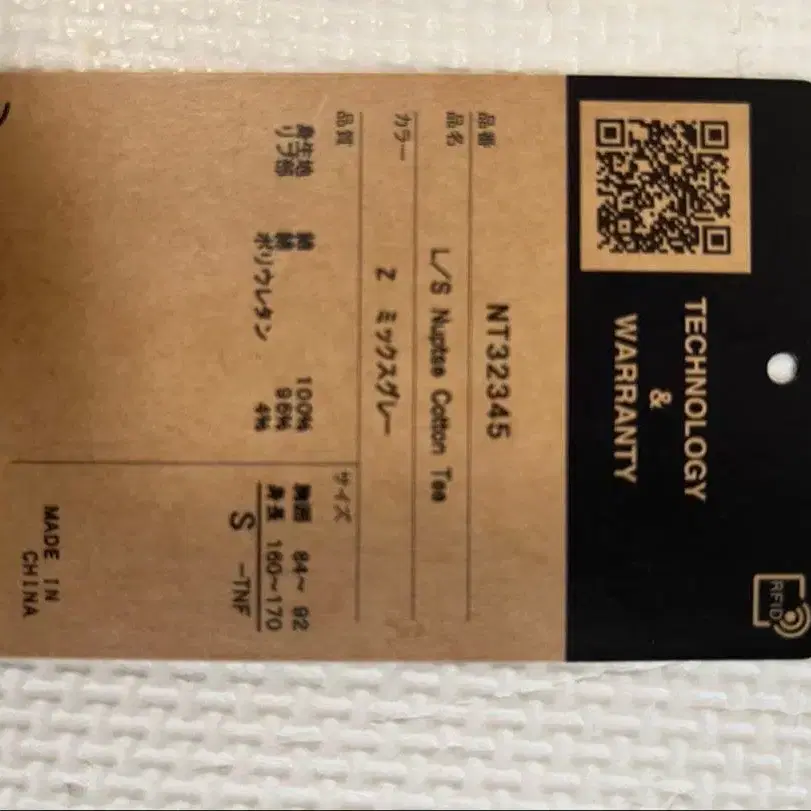 TECHNOLOGY
&
WARRANTY
RFID
品番 NT32345
品名 L/S Nuptse Cotton Tee
カラー Z ミックスグレー
品質
身生地 綿 100%
リブ部 綿 96%
ポリウレタン 4%
サイズ
胸囲 84～ 92
身長 160～170
S -TNF
MADE IN
CHINA